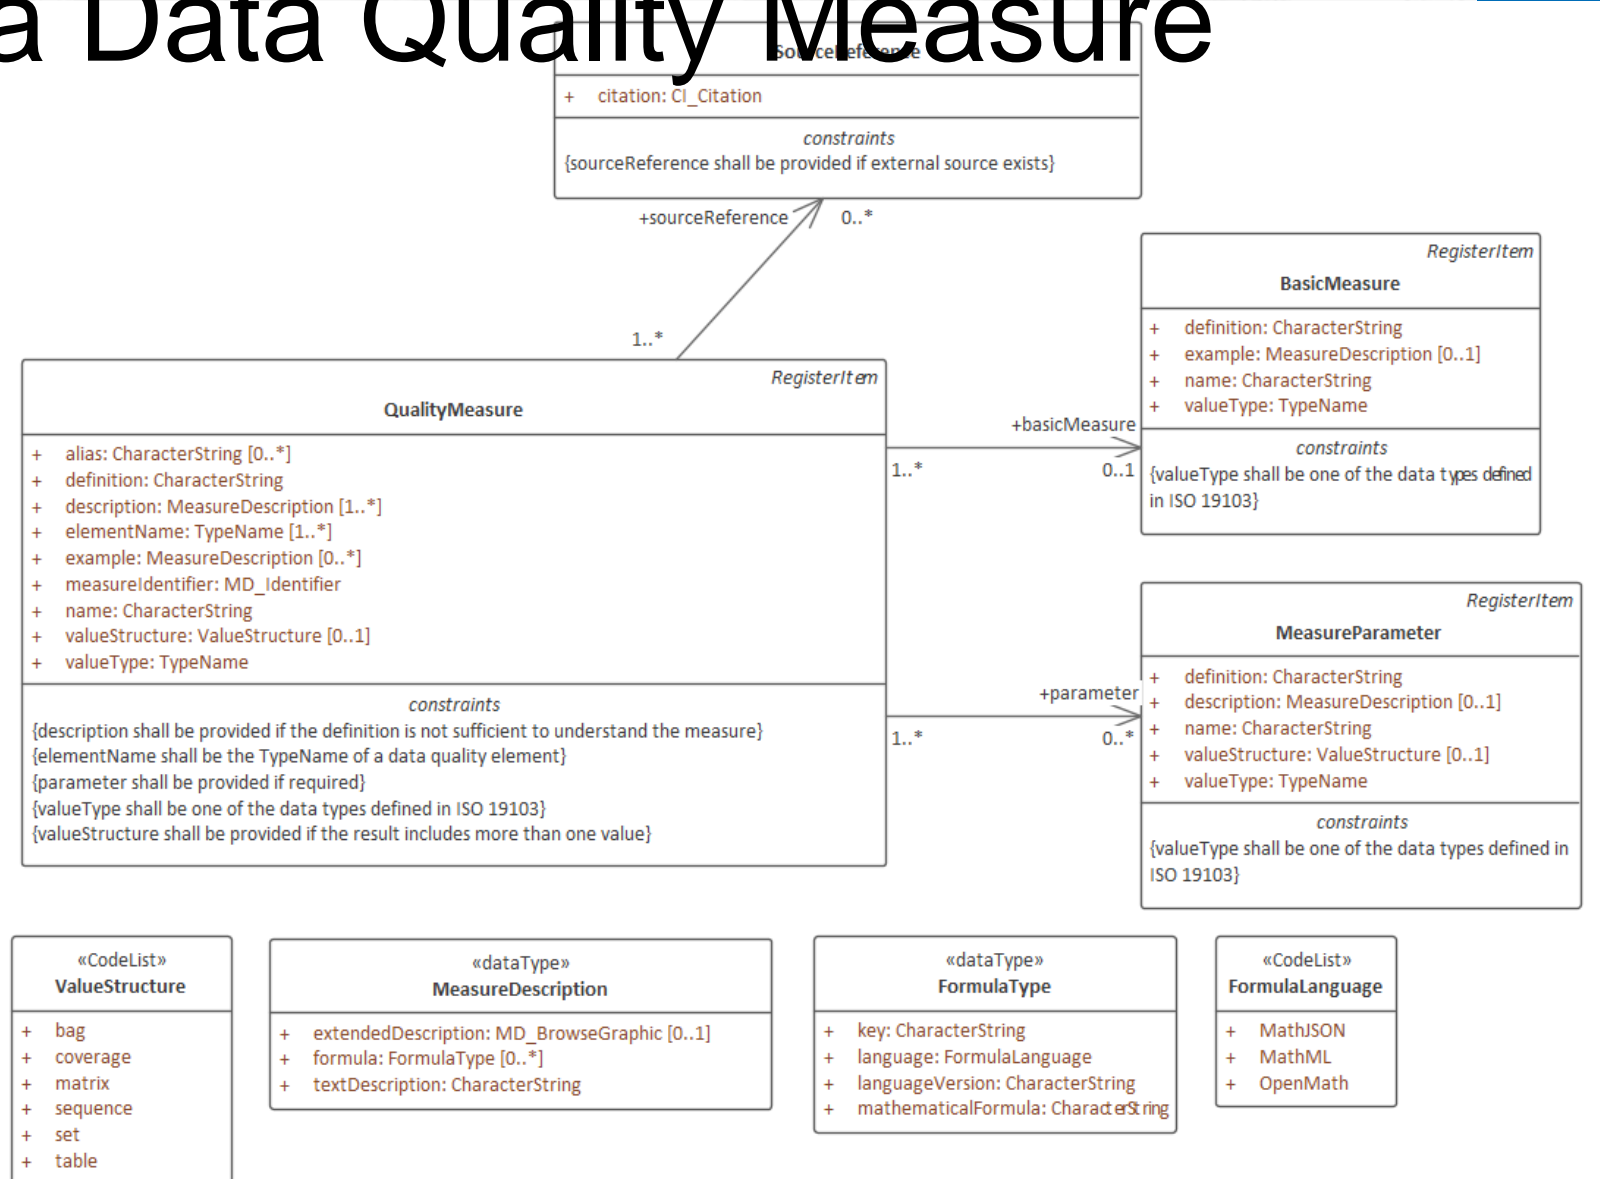 a Data Quality Measure
SourceReference
+ citation: CI_Citation
constraints
{sourceReference shall be provided if external source exists}
+sourceReference 0..*
1..*
RegisterItem
BasicMeasure
+ definition: CharacterString
+ example: MeasureDescription [0..1]
+ name: CharacterString
+ valueType: TypeName
constraints
{valueType shall be one of the data types defined
in ISO 19103}
RegisterItem
QualityMeasure
+ alias: CharacterString [0..*]
+ definition: CharacterString
+ description: MeasureDescription [1..*]
+ elementName: TypeName [1..*]
+ example: MeasureDescription [0..*]
+ measureIdentifier: MD_Identifier
+ name: CharacterString
+ valueStructure: ValueStructure [0..1]
+ valueType: TypeName
constraints
{description shall be provided if the definition is not sufficient to understand the measure}
{elementName shall be the TypeName of a data quality element}
{parameter shall be provided if required}
{valueType shall be one of the data types defined in ISO 19103}
{valueStructure shall be provided if the result includes more than one value}
+basicMeasure
1..* 0..1
+parameter
1..* 0..*
RegisterItem
MeasureParameter
+ definition: CharacterString
+ description: MeasureDescription [0..1]
+ name: CharacterString
+ valueStructure: ValueStructure [0..1]
+ valueType: TypeName
constraints
{valueType shall be one of the data types defined in
ISO 19103}
«CodeList»
ValueStructure
+ bag
+ coverage
+ matrix
+ sequence
+ set
+ table
«dataType»
MeasureDescription
+ extendedDescription: MD_BrowseGraphic [0..1]
+ formula: FormulaType [0..*]
+ textDescription: CharacterString
«dataType»
FormulaType
+ key: CharacterString
+ language: FormulaLanguage
+ languageVersion: CharacterString
+ mathematicalFormula: CharacterString
«CodeList»
FormulaLanguage
+ MathJSON
+ MathML
+ OpenMath